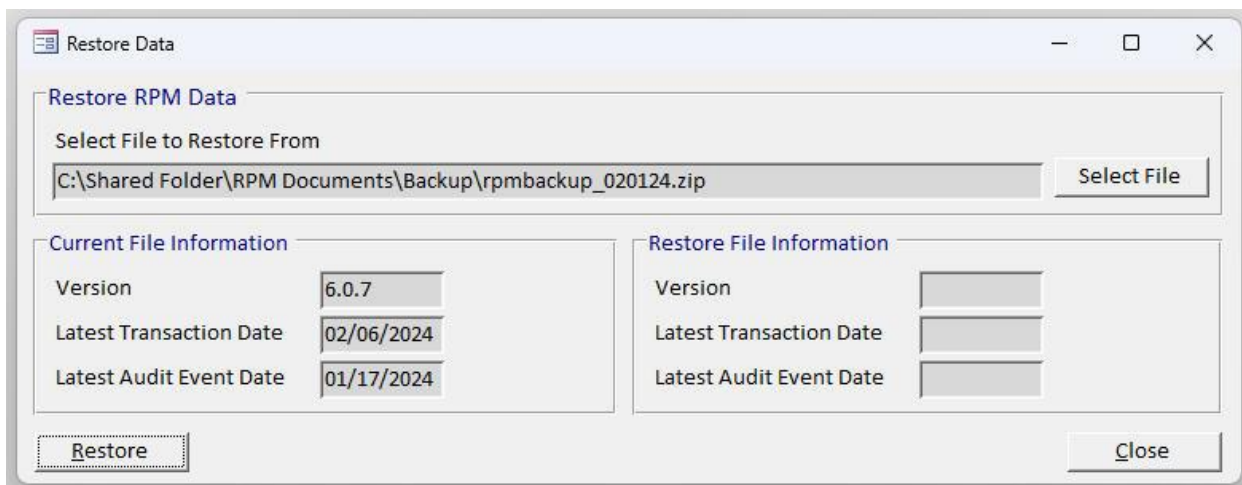 Restore Data
Restore RPM Data
Select File to Restore From
C:\Shared Folder\RPM Documents\Backup\rpmbackup_020124.zip
Select File
Current File Information
Version 6.0.7
Latest Transaction Date 02/06/2024
Latest Audit Event Date 01/17/2024
Restore File Information
Version
Latest Transaction Date
Latest Audit Event Date
Restore
Close